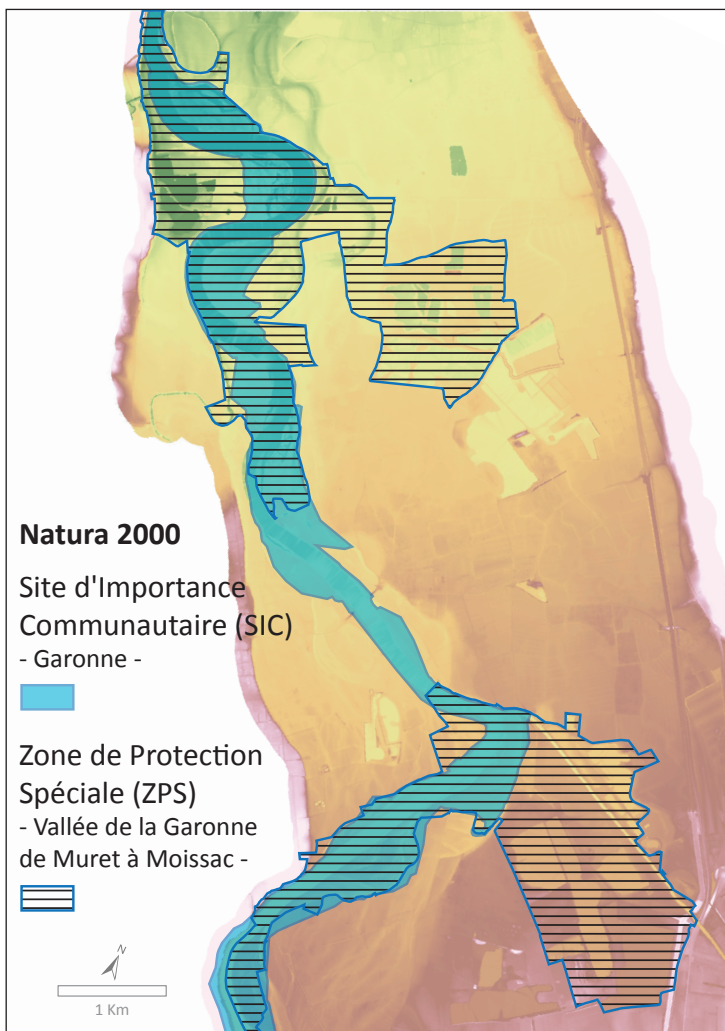 Natura 2000
Site d'Importance
Communautaire (SIC)
- Garonne -
Zone de Protection
Spéciale (ZPS)
- Vallée de la Garonne
de Muret à Moissac -
N
1 Km